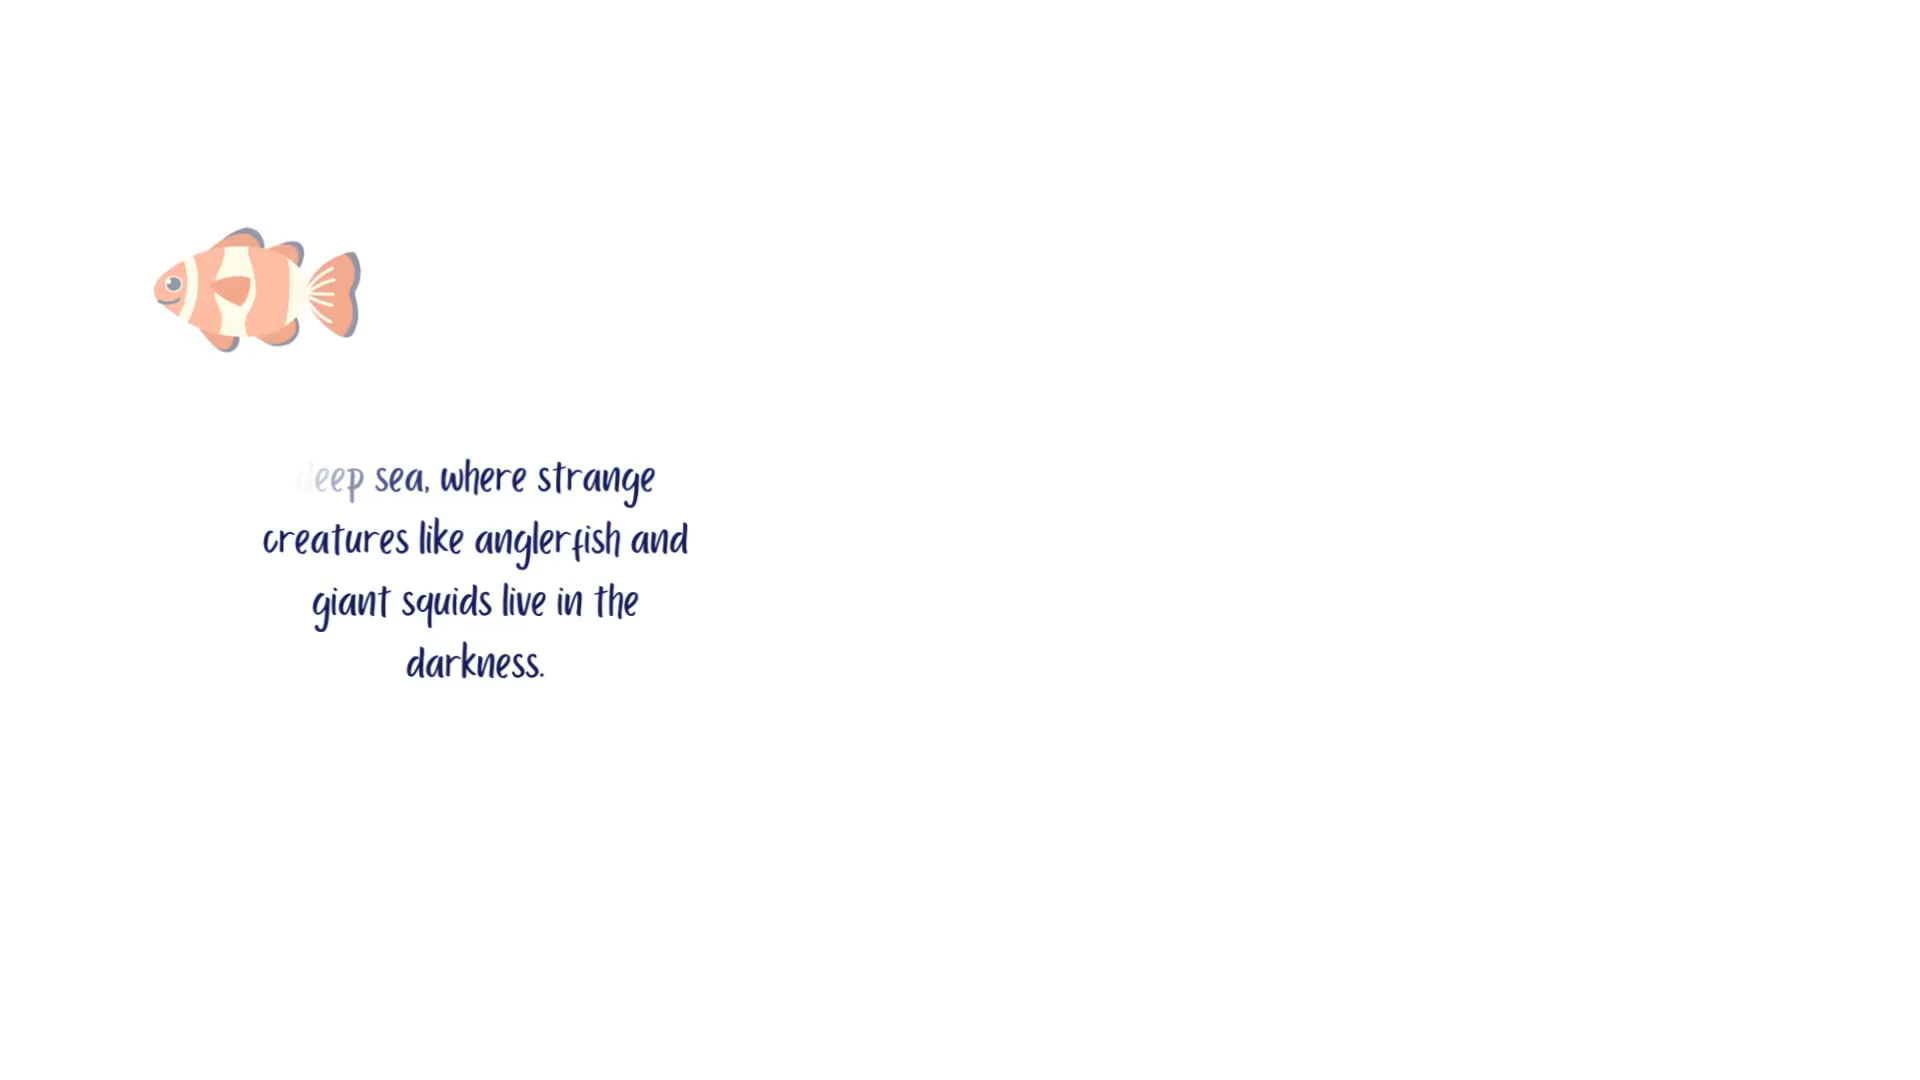 deep sea, where strange
creatures like anglerfish and
giant squids live in the
darkness.